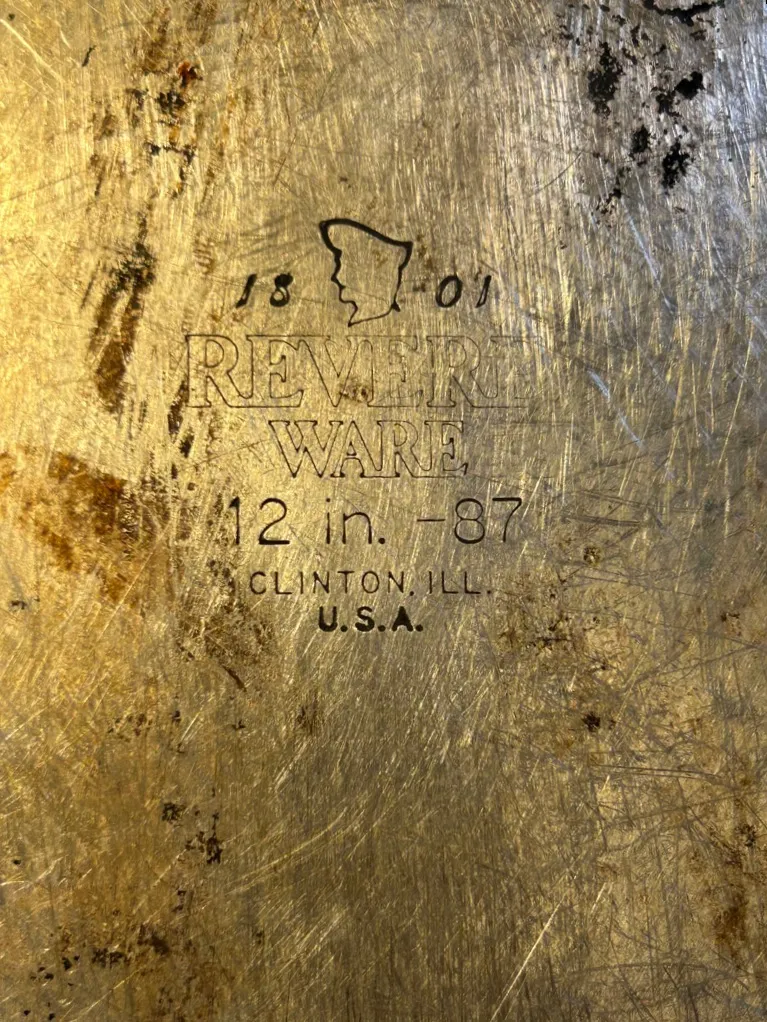 18 01
REVERE
WARE
12 in. -87
CLINTON, ILL.
U.S.A.